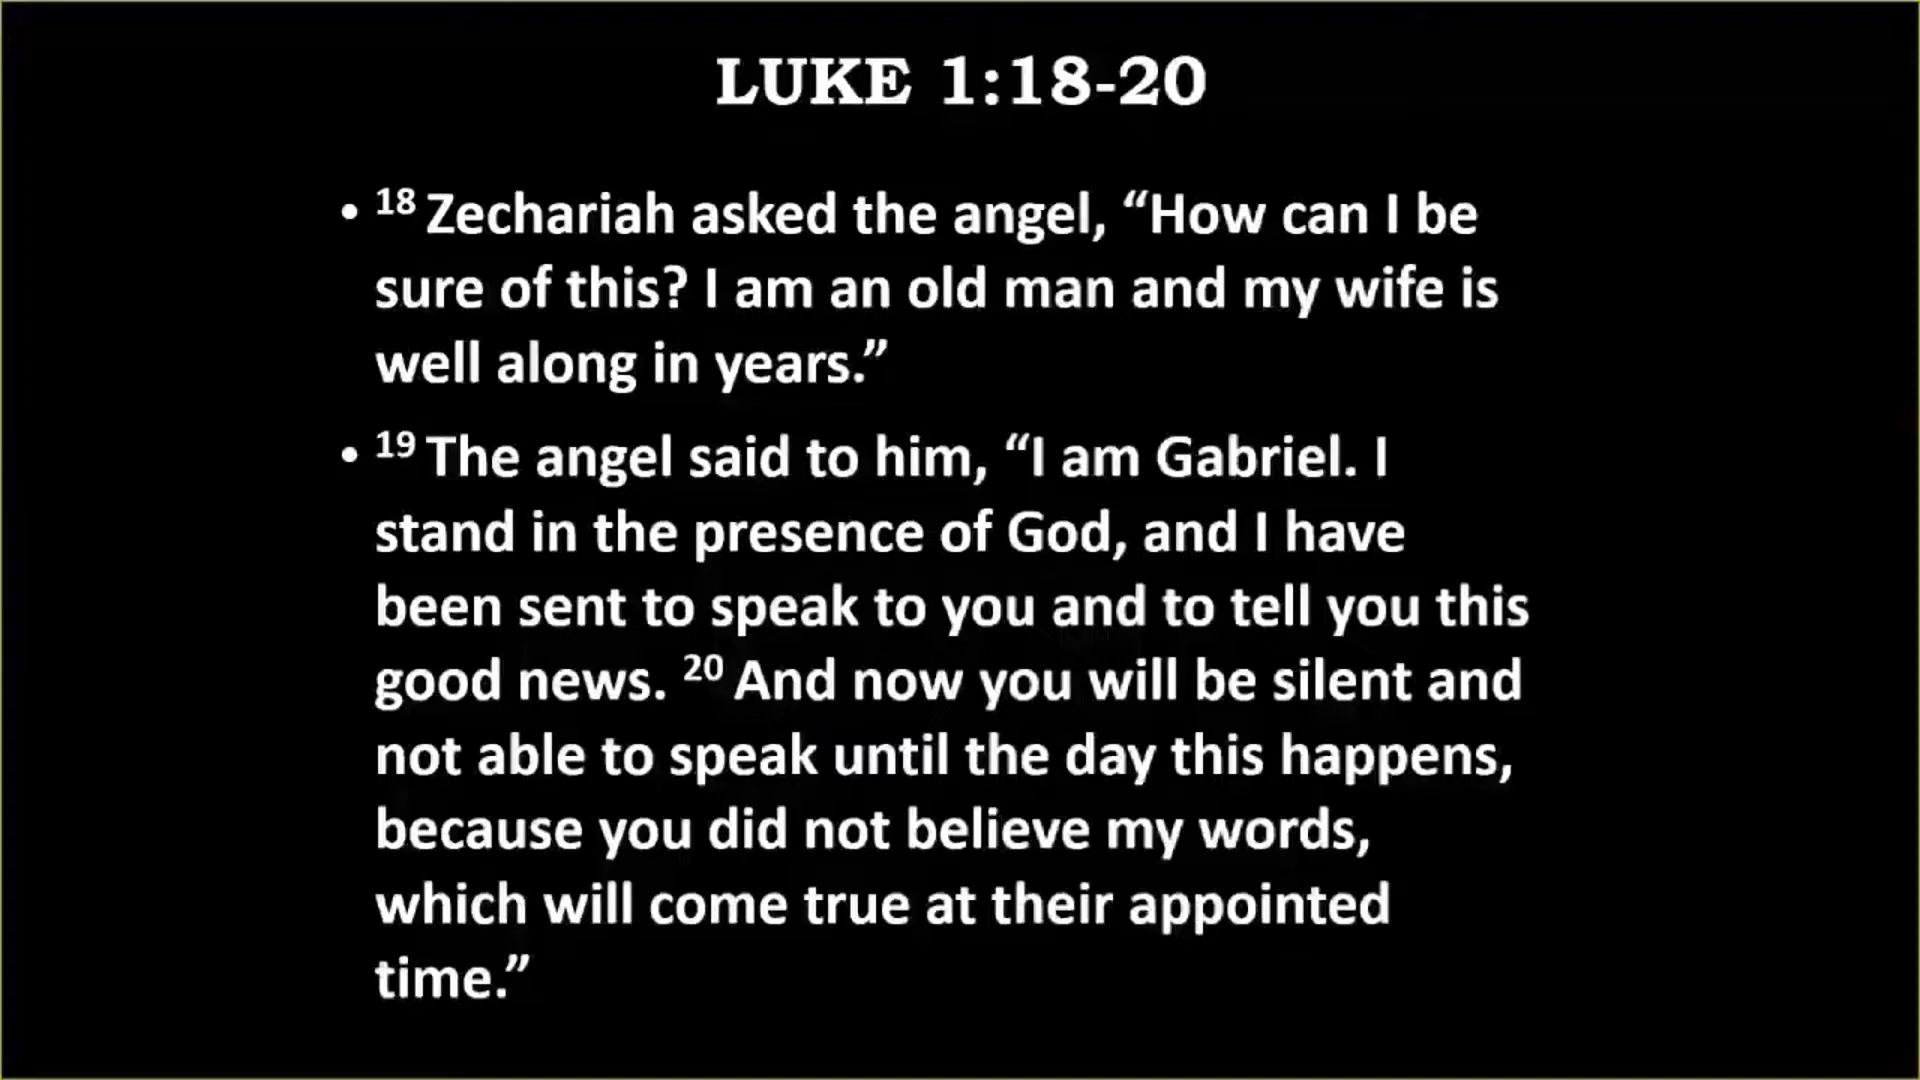 LUKE 1:18-20
• 18 Zechariah asked the angel, “How can I be
sure of this? I am an old man and my wife is
well along in years.”
• 19 The angel said to him, “I am Gabriel. I
stand in the presence of God, and I have
been sent to speak to you and to tell you this
good news. 20 And now you will be silent and
not able to speak until the day this happens,
because you did not believe my words,
which will come true at their appointed
time.”